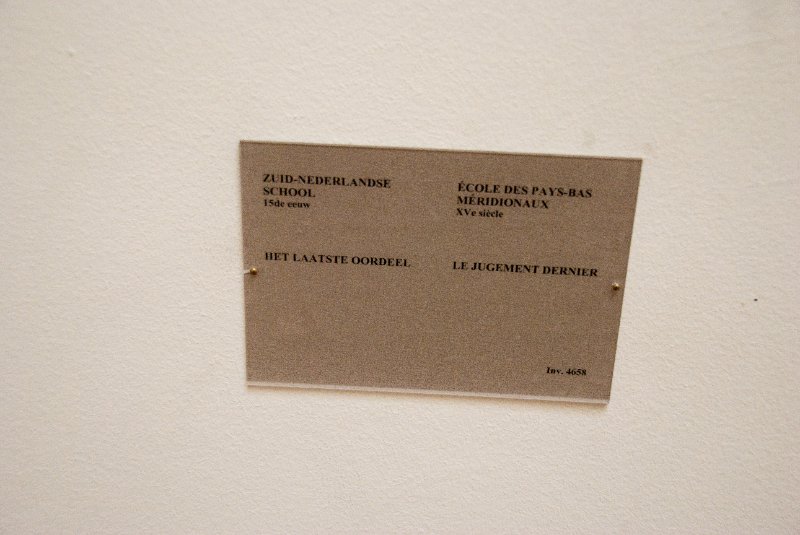 ZUID-NEDERLANDSE
SCHOOL
15de eeuw
HET LAATSTE OORDEEL
ÉCOLE DES PAYS-BAS
MÉRIDIONAUX
XVe siècle
LE JUGEMENT DERNIER
Inv. 4658